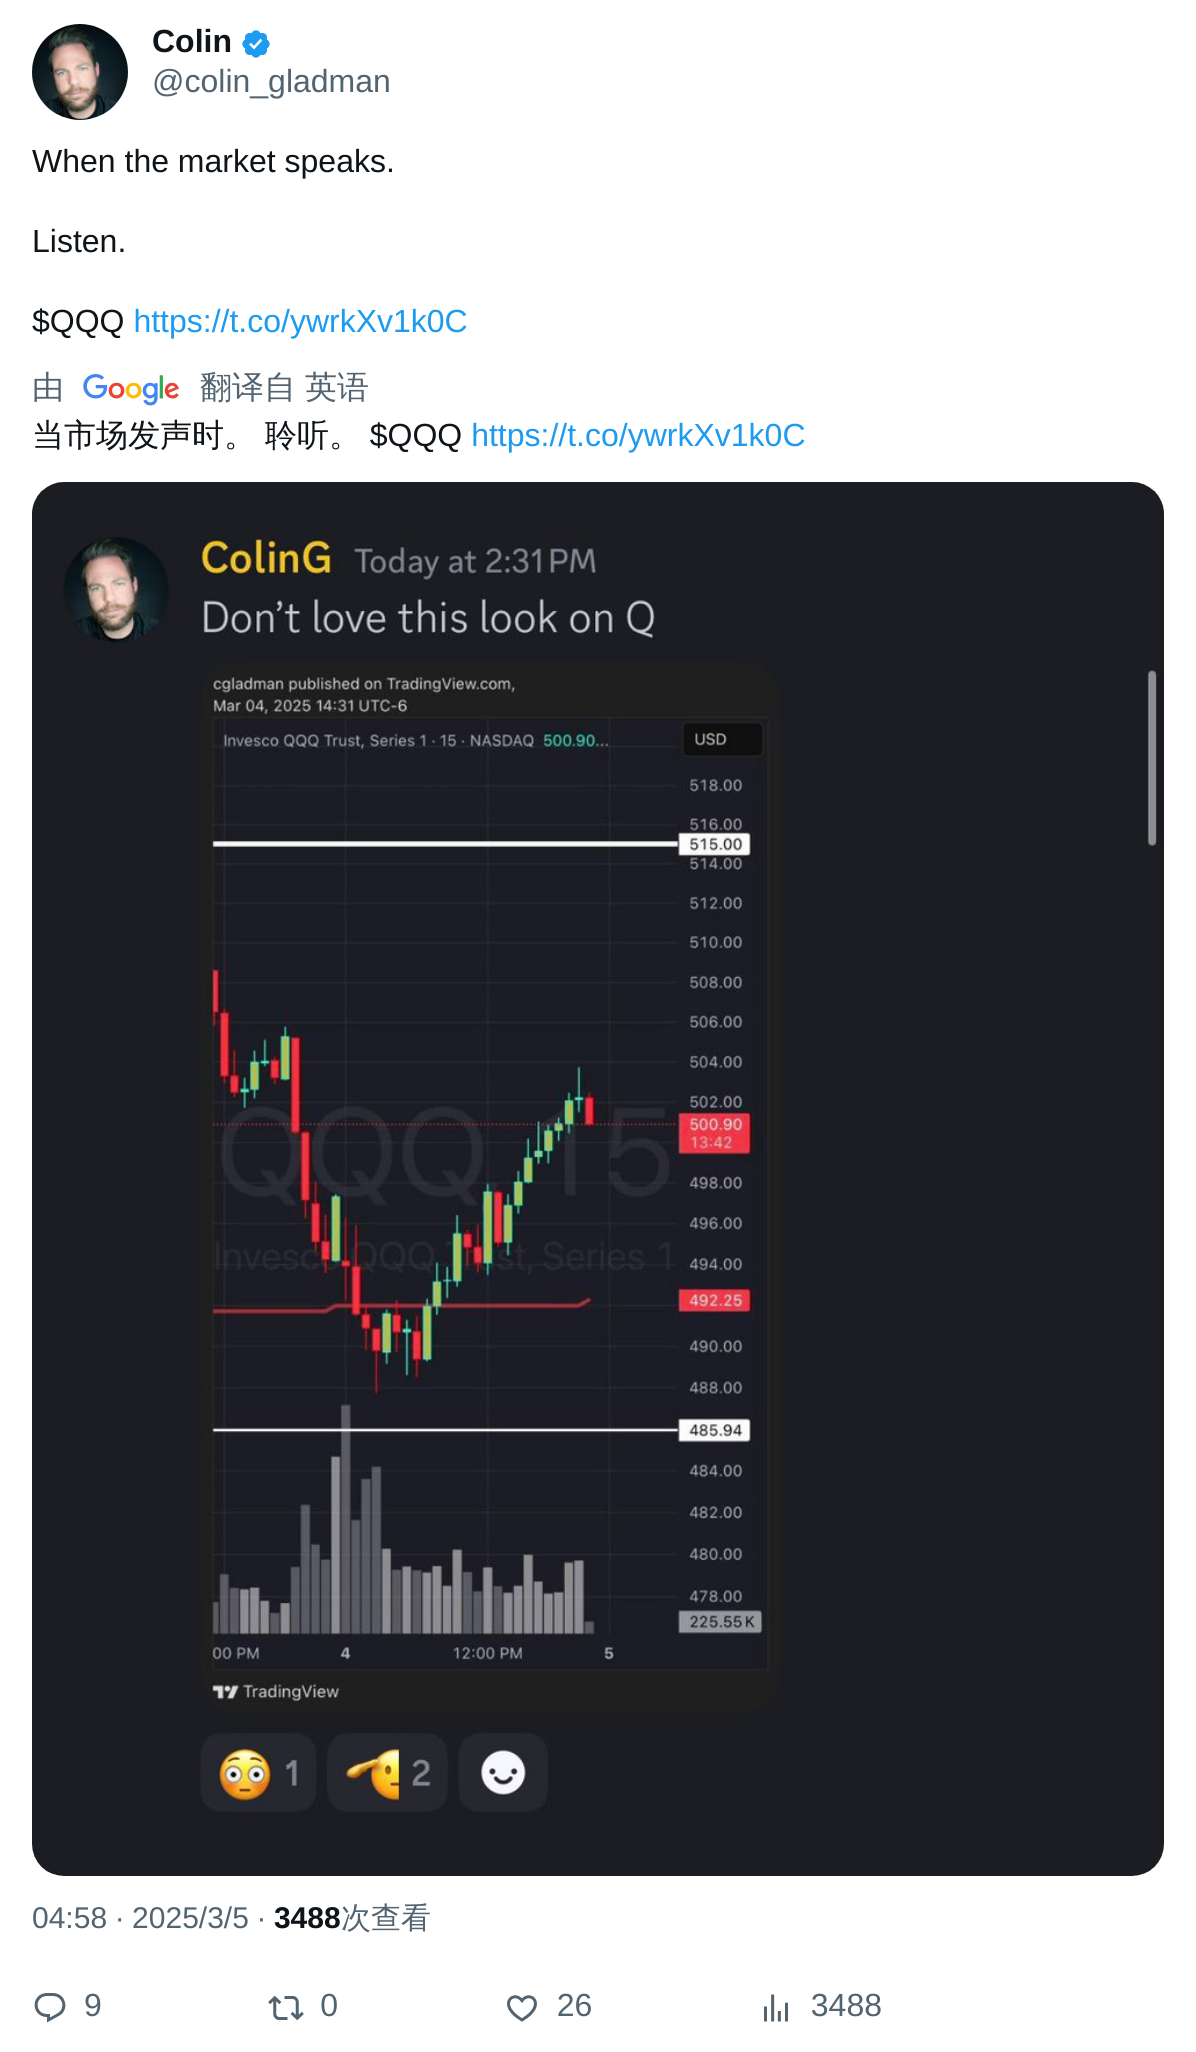 Colin
@colin_gladman
When the market speaks.
Listen.
$QQQ https://t.co/ywrkXv1k0C
由 Google 翻译自 英语
当市场发声时。 聆听。 $QQQ https://t.co/ywrkXv1k0C
ColinG Today at 2:31 PM
Don't love this look on Q
cgladman published on TradingView.com,
Mar 04, 2025 14:31 UTC-6
Invesco QQQ Trust, Series 1 · 15 · NASDAQ 500.90...
USD
518.00
516.00
515.00
514.00
512.00
510.00
508.00
506.00
504.00
502.00
500.90
13:42
QQQ, 15
498.00
496.00
Invesco QQQ Trust, Series 1
494.00
492.25
490.00
488.00
485.94
484.00
482.00
480.00
478.00
225.55K
00 PM 4 12:00 PM 5
TradingView
1 2
04:58 · 2025/3/5 · 3488次查看
9 0 26 3488